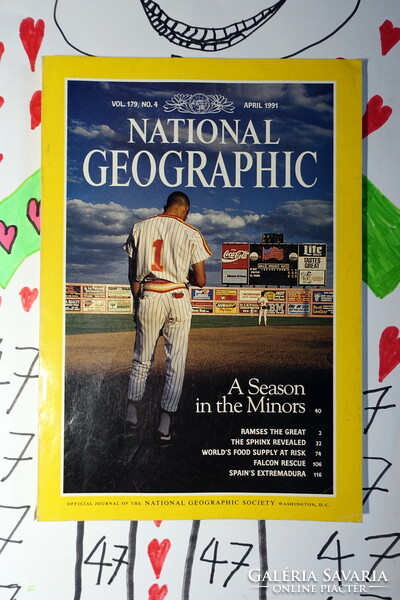 VOL. 179, NO. 4 APRIL 1991
NATIONAL
GEOGRAPHIC
1
Coca-Cola
Lite
TASTES
GREAT
A Season
in the Minors 40
RAMSES THE GREAT 2
THE SPHINX REVEALED 32
WORLD'S FOOD SUPPLY AT RISK 74
FALCON RESCUE 106
SPAIN'S EXTREMADURA 116
OFFICIAL JOURNAL OF THE NATIONAL GEOGRAPHIC SOCIETY WASHINGTON, D.C.
47
47
47
47
47
GALÉRIA SAVARIA
ONLINE PIACTÉR